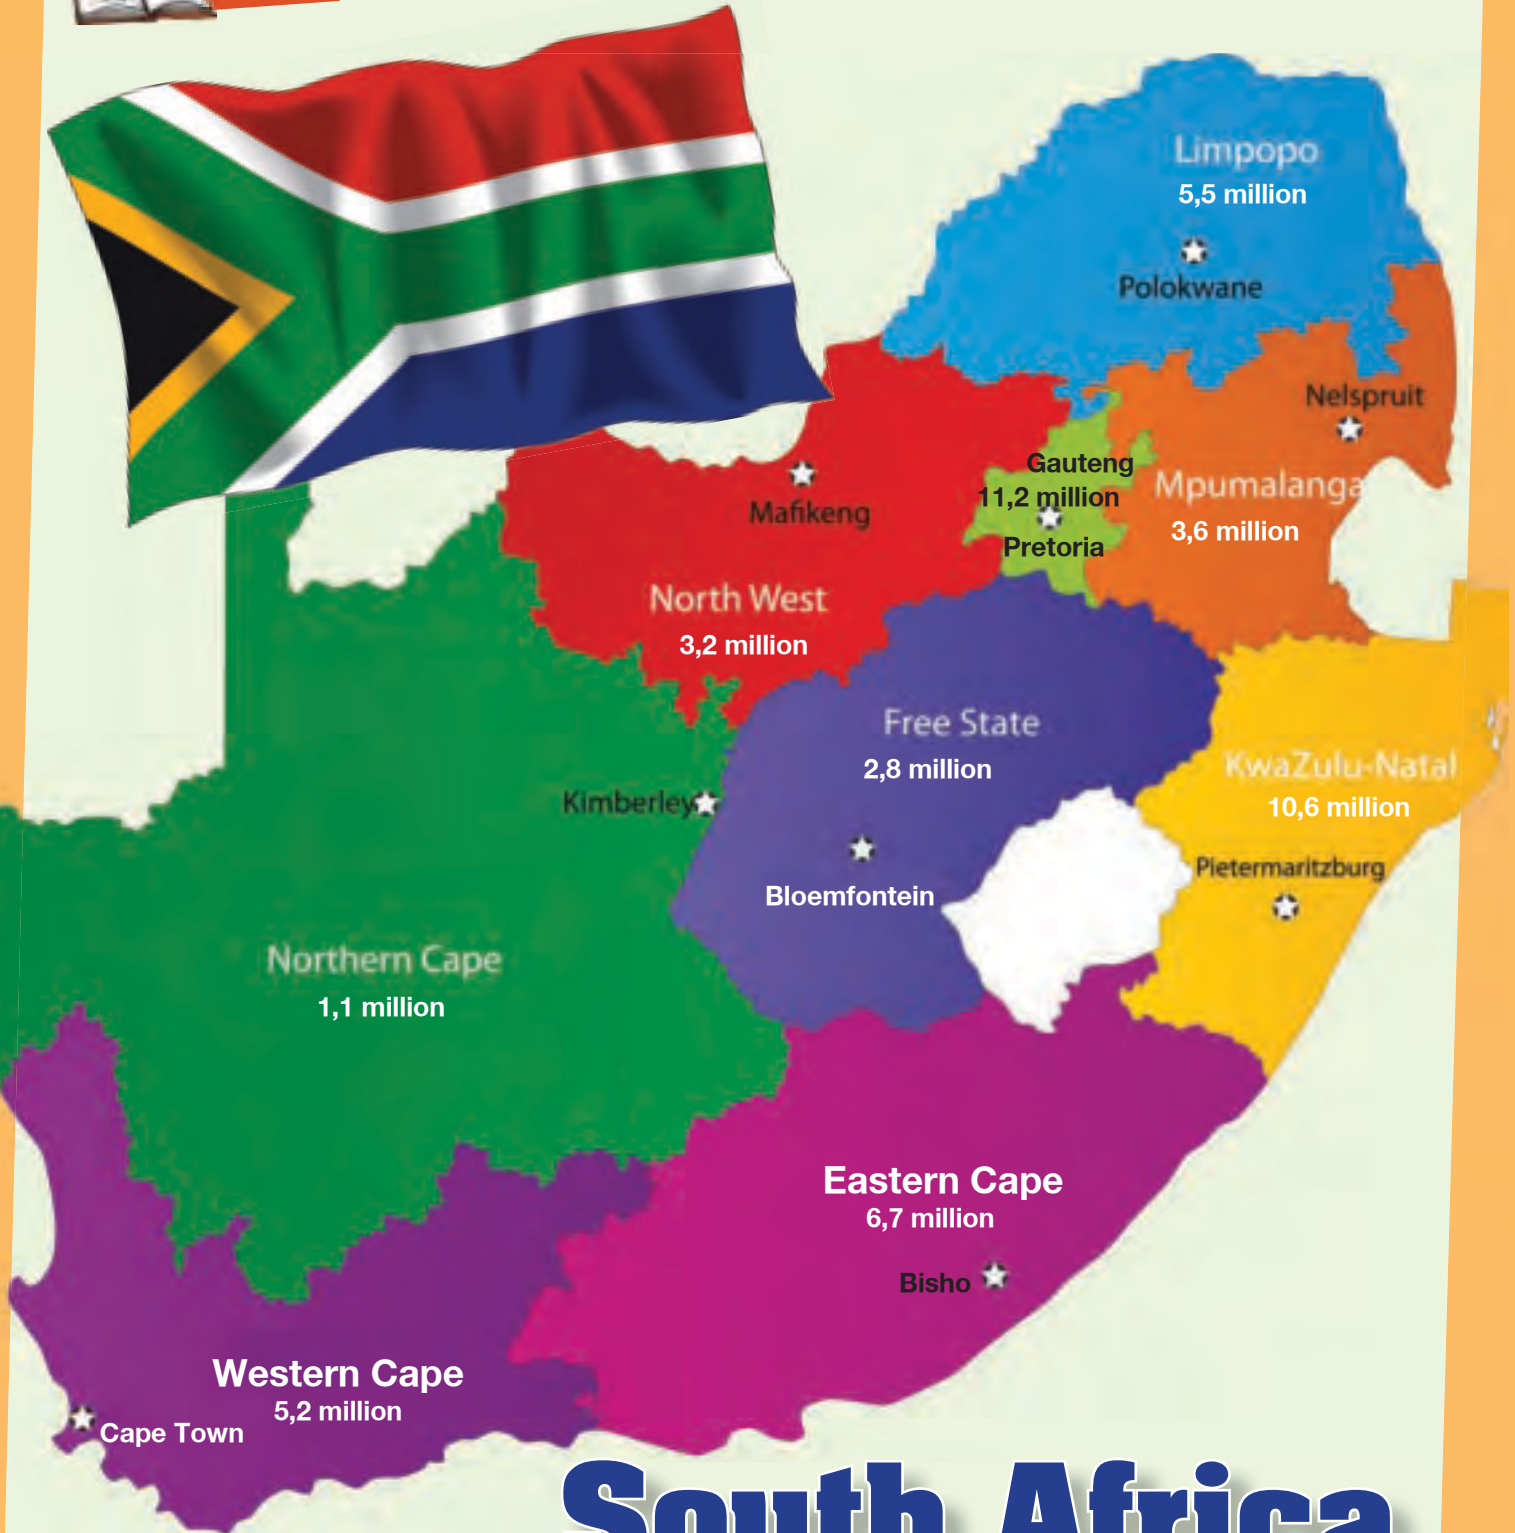 Limpopo
5,5 million
Polokwane
Nelspruit
Gauteng
11,2 million
Pretoria
Mpumalanga
3,6 million
Mafikeng
North West
3,2 million
Free State
2,8 million
KwaZulu-Natal
10,6 million
Kimberley
Pietermaritzburg
Bloemfontein
Northern Cape
1,1 million
Eastern Cape
6,7 million
Bisho
Western Cape
5,2 million
Cape Town
South Africa